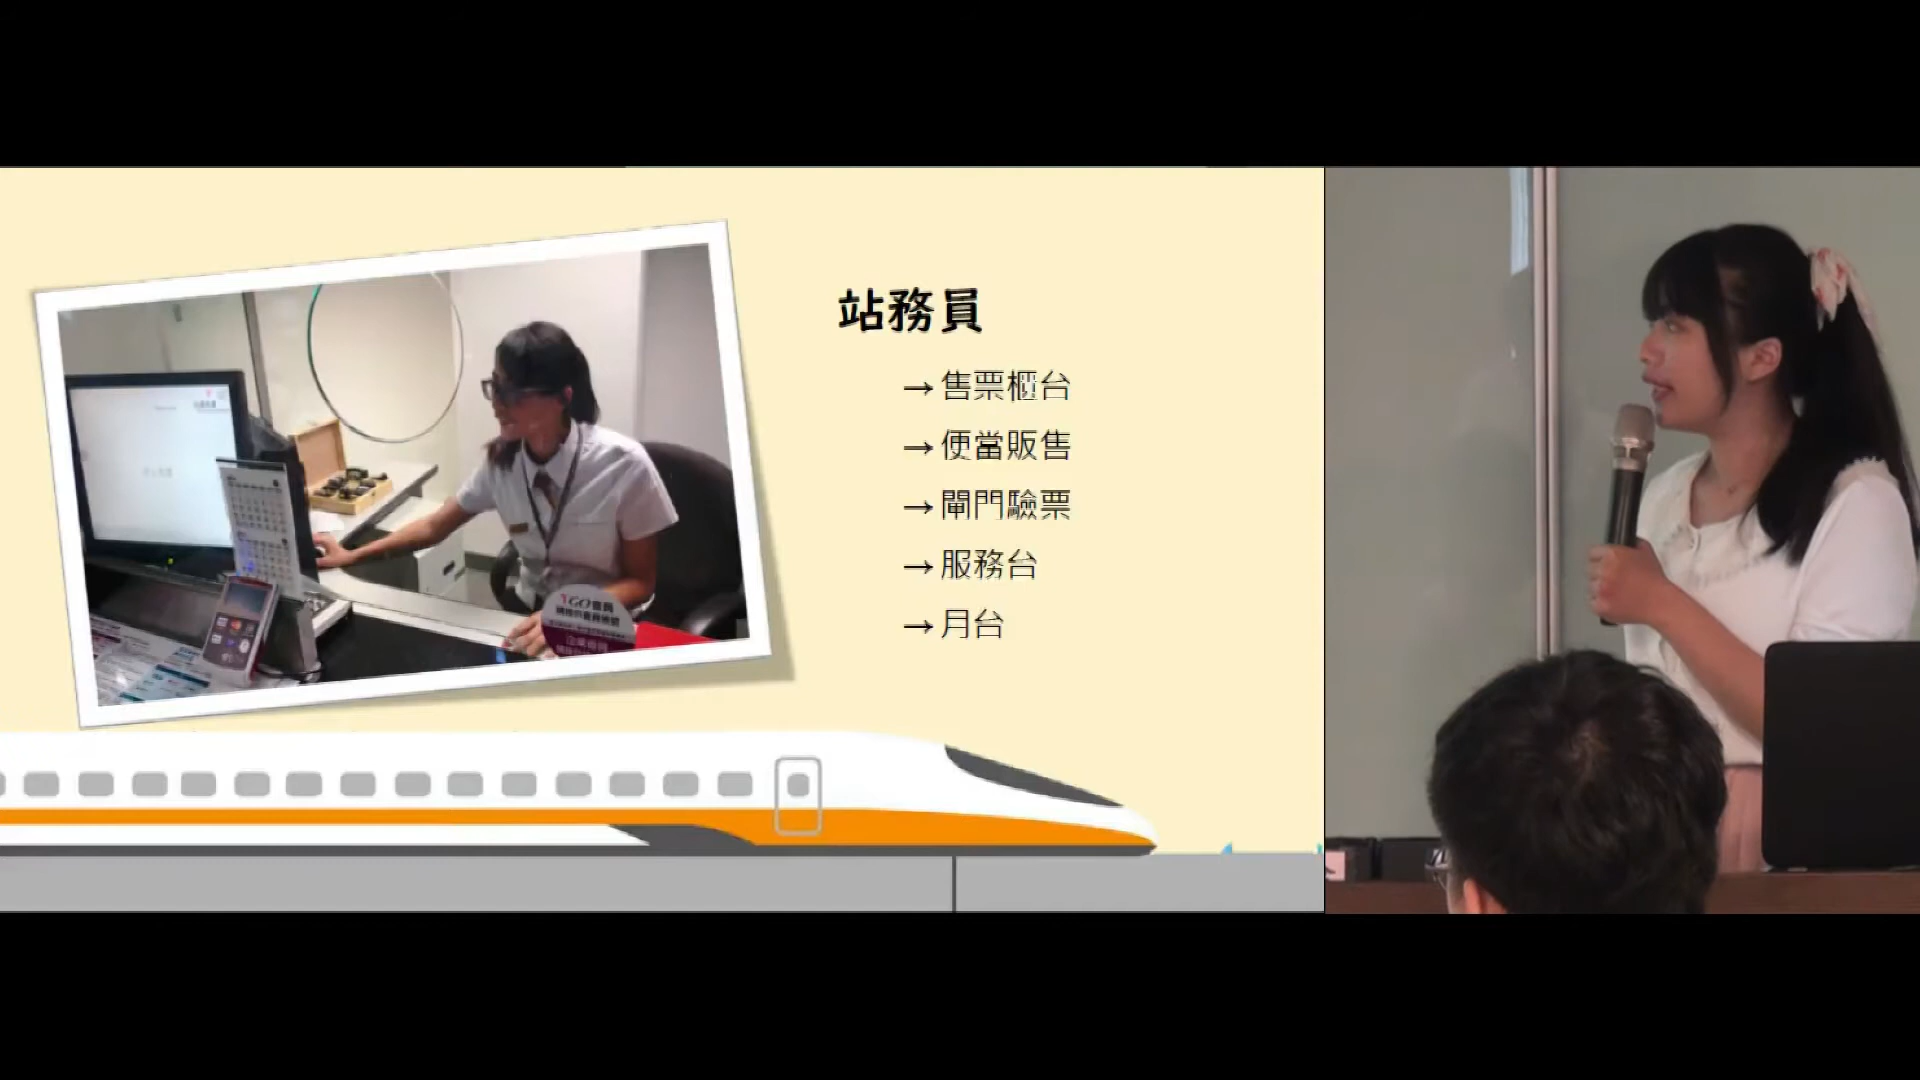 站務員
→售票櫃台
→便當販售
→閘門驗票
→服務台
→月台